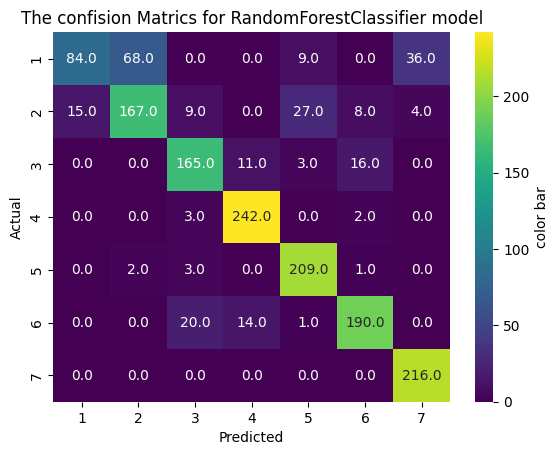 The confision Matrics for RandomForestClassifier model
1 84.0 68.0 0.0 0.0 9.0 0.0 36.0
2 15.0 167.0 9.0 0.0 27.0 8.0 4.0
3 0.0 0.0 165.0 11.0 3.0 16.0 0.0
4 0.0 0.0 3.0 242.0 0.0 2.0 0.0
5 0.0 2.0 3.0 0.0 209.0 1.0 0.0
6 0.0 0.0 20.0 14.0 1.0 190.0 0.0
7 0.0 0.0 0.0 0.0 0.0 0.0 216.0
1 2 3 4 5 6 7
Predicted
Actual
200
150
100
50
0
color bar